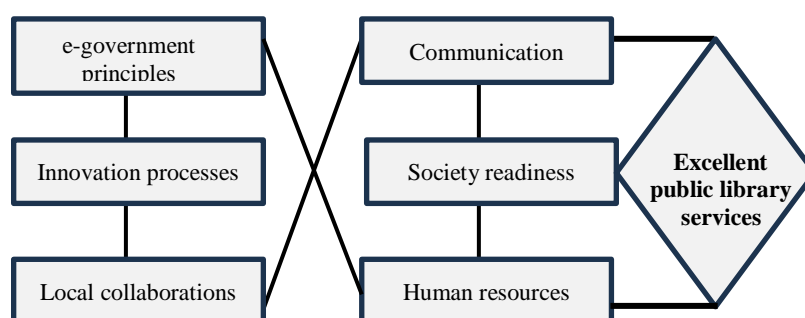 e-government
principles
Communication
Innovation processes
Society readiness
Excellent
public library
services
Local collaborations
Human resources